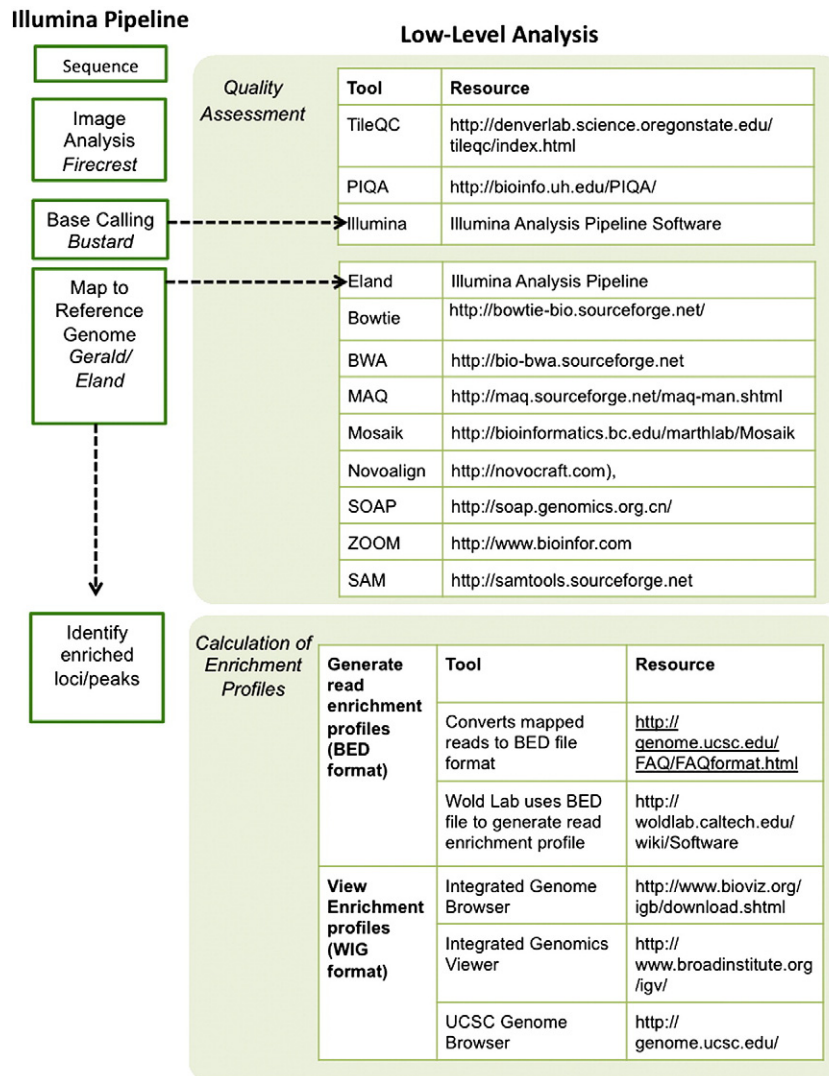 Illumina Pipeline
Sequence
Image
Analysis
Firecrest
Base Calling
Bustard
Map to
Reference
Genome
Gerald/
Eland
Identify
enriched
loci/peaks
Low-Level Analysis
Quality
Assessment
Tool Resource
TileQC http://denverlab.science.oregonstate.edu/
tileqc/index.html
PIQA http://bioinfo.uh.edu/PIQA/
Illumina Illumina Analysis Pipeline Software
Eland Illumina Analysis Pipeline
Bowtie http://bowtie-bio.sourceforge.net/
BWA http://bio-bwa.sourceforge.net
MAQ http://maq.sourceforge.net/maq-man.shtml
Mosaik http://bioinformatics.bc.edu/marthlab/Mosaik
Novoalign http://novocraft.com),
SOAP http://soap.genomics.org.cn/
ZOOM http://www.bioinfor.com
SAM http://samtools.sourceforge.net
Calculation of
Enrichment
Profiles
Generate
read
enrichment
profiles
(BED
format)
Tool Resource
Converts mapped
reads to BED file
format
http://
genome.ucsc.edu/
FAQ/FAQformat.html
Wold Lab uses BED
file to generate read
enrichment profile
http://
woldlab.caltech.edu/
wiki/Software
View
Enrichment
profiles
(WIG
format)
Integrated Genome
Browser
http://www.bioviz.org/
igb/download.shtml
Integrated Genomics
Viewer
http://
www.broadinstitute.org
/igv/
UCSC Genome
Browser
http://
genome.ucsc.edu/